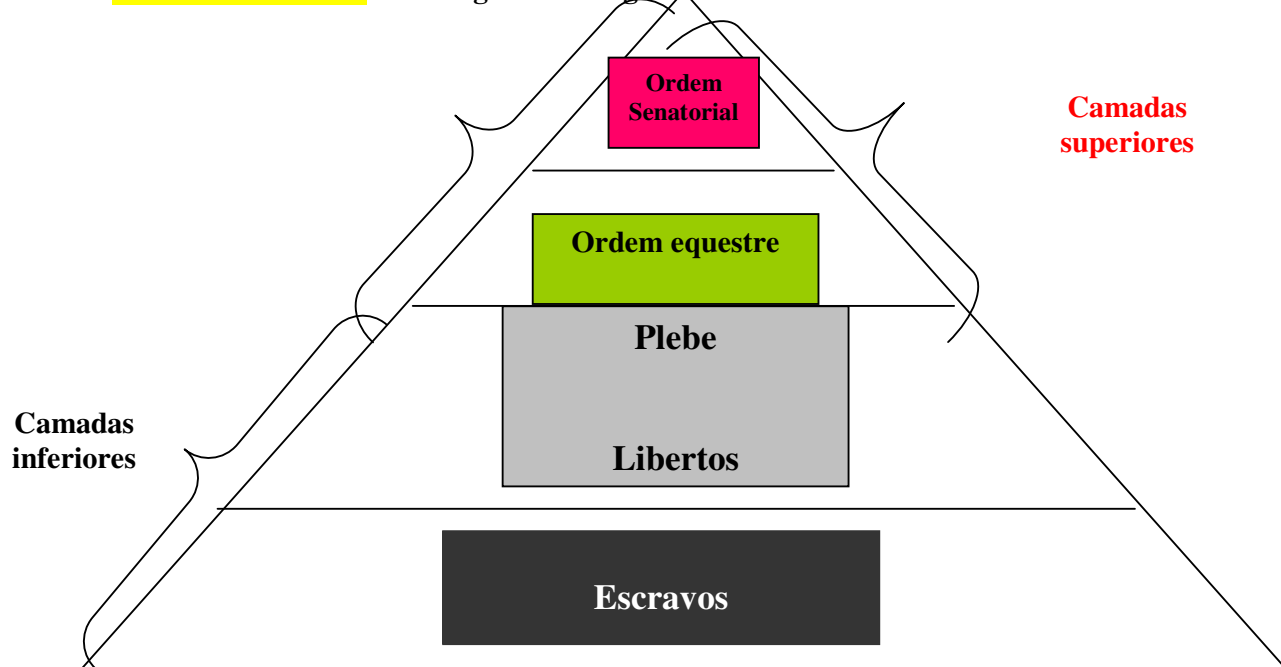 Ordem
Senatorial
Camadas
superiores
Ordem equestre
Plebe
Camadas
inferiores
Libertos
Escravos